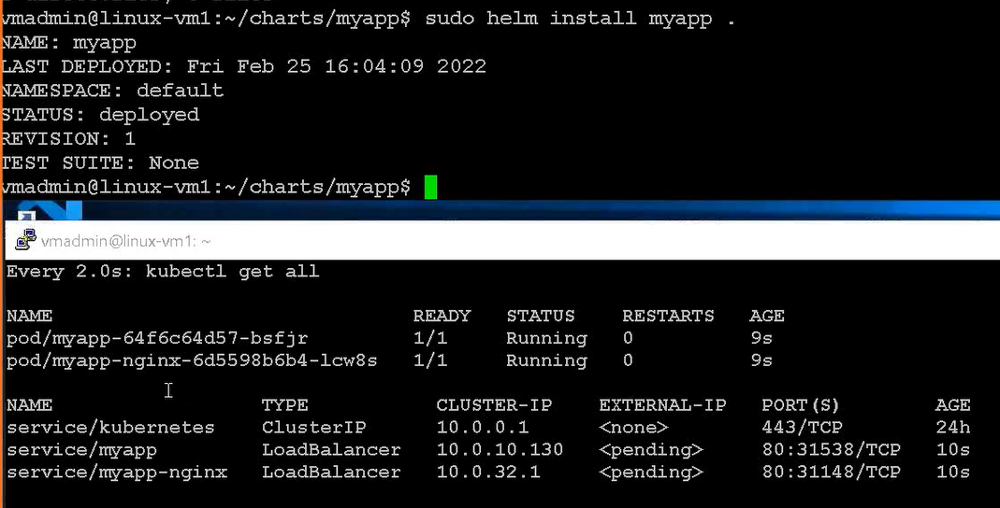 vmadmin@linux-vm1:~/charts/myapp$ sudo helm install myapp .
NAME: myapp
LAST DEPLOYED: Fri Feb 25 16:04:09 2022
NAMESPACE: default
STATUS: deployed
REVISION: 1
TEST SUITE: None
vmadmin@linux-vm1:~/charts/myapp$
vmadmin@linux-vm1: ~
Every 2.0s: kubectl get all
NAME READY STATUS RESTARTS AGE
pod/myapp-64f6c64d57-bsfjr 1/1 Running 0 9s
pod/myapp-nginx-6d5598b6b4-lcw8s 1/1 Running 0 9s
NAME TYPE CLUSTER-IP EXTERNAL-IP PORT(S) AGE
service/kubernetes ClusterIP 10.0.0.1 <none> 443/TCP 24h
service/myapp LoadBalancer 10.0.10.130 <pending> 80:31538/TCP 10s
service/myapp-nginx LoadBalancer 10.0.32.1 <pending> 80:31148/TCP 10s